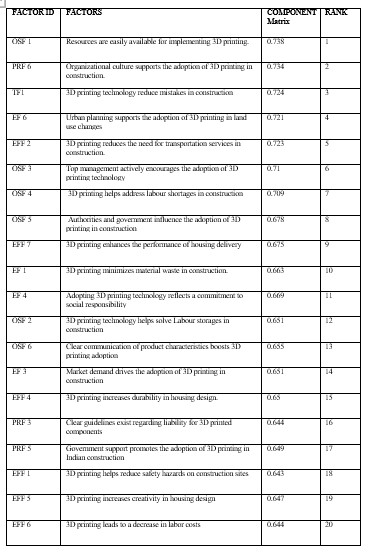 FACTOR ID FACTORS COMPONENT RANK
Matrix
OSF 1 Resources are easily available for implementing 3D printing. 0.738 1
PRF 6 Organizational culture supports the adoption of 3D printing in 0.734 2
construction.
TF1 3D printing technology reduce mistakes in construction 0.724 3
EF 6 Urban planning supports the adoption of 3D printing in land 0.721 4
use changes
EFF 2 3D printing reduces the need for transportation services in 0.723 5
construction.
OSF 3 Top management actively encourages the adoption of 3D 0.71 6
printing technology
OSF 4 3D printing helps address labour shortages in construction 0.709 7
OSF 5 Authorities and government influence the adoption of 3D 0.678 8
printing in construction
EFF 7 3D printing enhances the performance of housing delivery 0.675 9
EF 1 3D printing minimizes material waste in construction. 0.663 10
EF 4 Adopting 3D printing technology reflects a commitment to 0.669 11
social responsibility
OSF 2 3D printing technology helps solve Labour storages in 0.651 12
construction
OSF 6 Clear communication of product characteristics boosts 3D 0.655 13
printing adoption
EF 3 Market demand drives the adoption of 3D printing in 0.651 14
construction
EFF 4 3D printing increases durability in housing design. 0.65 15
PRF 3 Clear guidelines exist regarding liability for 3D printed 0.644 16
components
PRF 5 Government support promotes the adoption of 3D printing in 0.649 17
Indian construction
EFF 1 3D printing helps reduce safety hazards on construction sites 0.643 18
EFF 5 3D printing increases creativity in housing design 0.647 19
EFF 6 3D printing leads to a decrease in labor costs 0.644 20